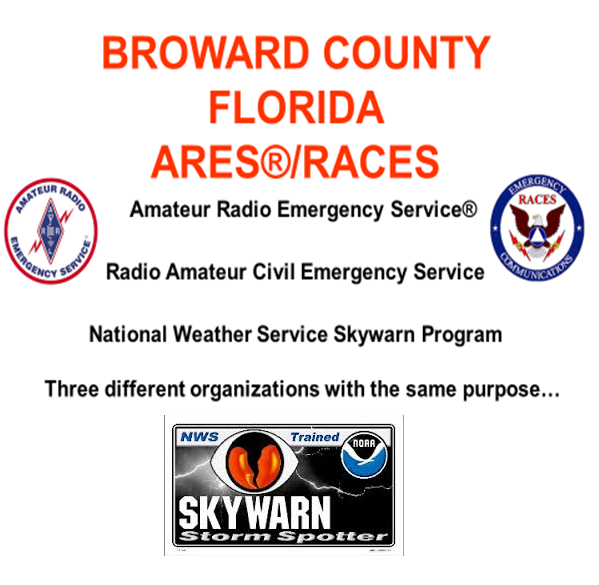 BROWARD COUNTY
FLORIDA
ARES®/RACES
AMATEUR RADIO
ARRL
EMERGENCY SERVICE
Amateur Radio Emergency Service®
EMERGENCY
RACES
COMMUNICATIONS
Radio Amateur Civil Emergency Service
National Weather Service Skywarn Program
Three different organizations with the same purpose…
NWS
Trained
NOAA
SKYWARN
Storm Spotter